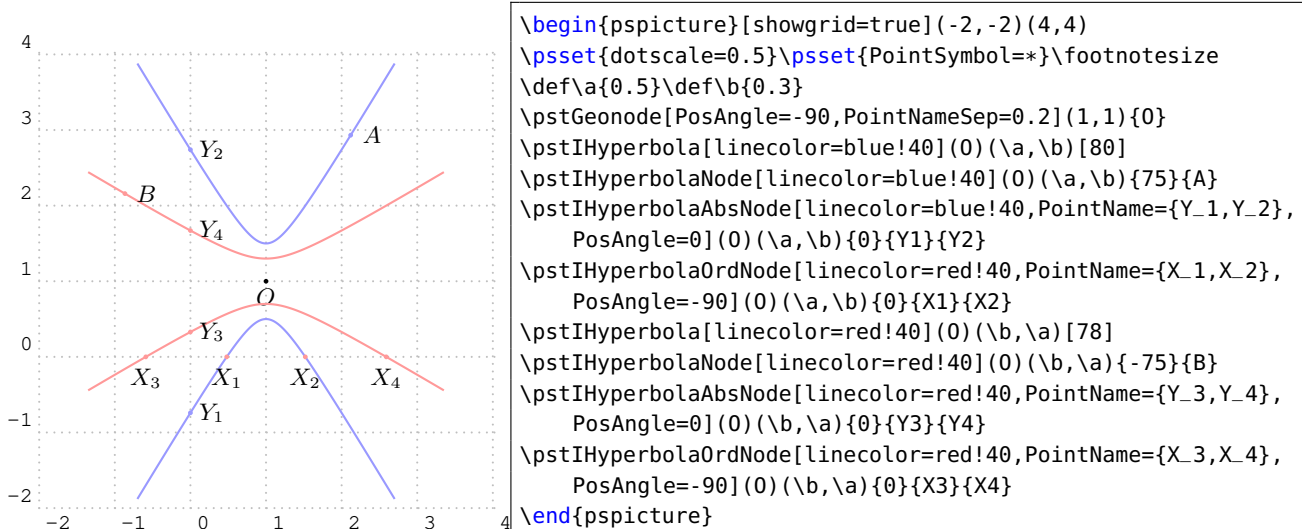 4
3
Y2
A
B
2
Y4
1
O
Y3
0
X3
X1
X2
X4
Y1
−1
−2
−2
−1
0
1
2
3
4
\begin{pspicture}[showgrid=true](-2,-2)(4,4)
\psset{dotscale=0.5}\psset{PointSymbol=*}\footnotesize
\def\a{0.5}\def\b{0.3}
\pstGeonode[PosAngle=-90,PointNameSep=0.2](1,1){O}
\pstIHyperbola[linecolor=blue!40](O)(\a,\b)[80]
\pstIHyperbolaNode[linecolor=blue!40](O)(\a,\b){75}{A}
\pstIHyperbolaAbsNode[linecolor=blue!40,PointName={Y_1,Y_2},
PosAngle=0](O)(\a,\b){0}{Y1}{Y2}
\pstIHyperbolaOrdNode[linecolor=red!40,PointName={X_1,X_2},
PosAngle=-90](O)(\a,\b){0}{X1}{X2}
\pstIHyperbola[linecolor=red!40](O)(\b,\a)[78]
\pstIHyperbolaNode[linecolor=red!40](O)(\b,\a){-75}{B}
\pstIHyperbolaAbsNode[linecolor=red!40,PointName={Y_3,Y_4},
PosAngle=0](O)(\b,\a){0}{Y3}{Y4}
\pstIHyperbolaOrdNode[linecolor=red!40,PointName={X_3,X_4},
PosAngle=-90](O)(\b,\a){0}{X3}{X4}
\end{pspicture}